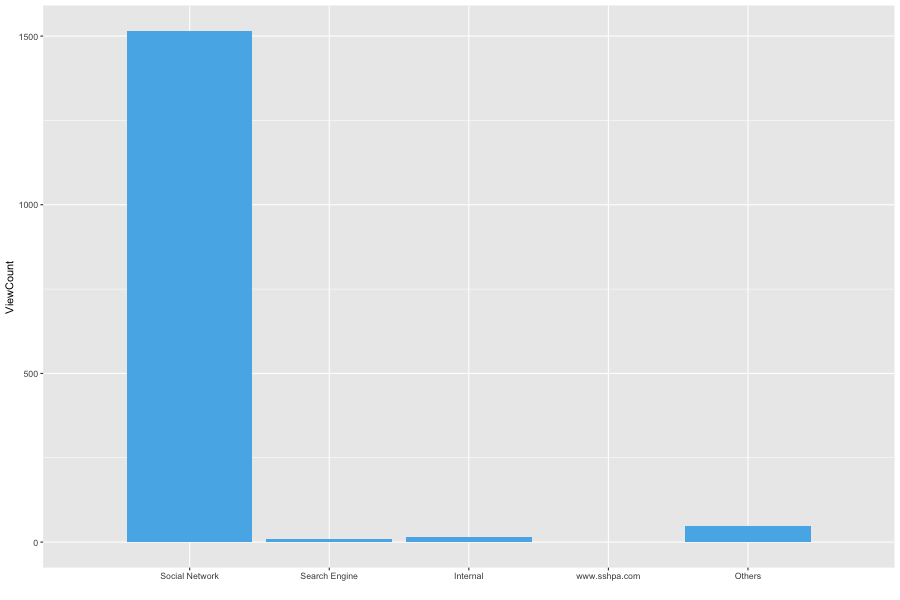 ViewCount
1500
1000
500
0
Social Network
Search Engine
Internal
www.sshpa.com
Others